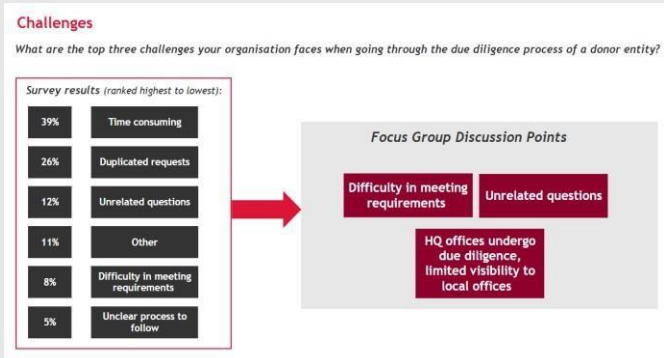 Challenges
What are the top three challenges your organisation faces when going through the due diligence process of a donor entity?
Survey results (ranked highest to lowest):
39%
Time consuming
26%
Duplicated requests
12%
Unrelated questions
11%
Other
8%
Difficulty in meeting
requirements
5%
Unclear process to
follow
Focus Group Discussion Points
Difficulty in meeting
requirements
Unrelated questions
HQ offices undergo
due diligence,
limited visibility to
local offices